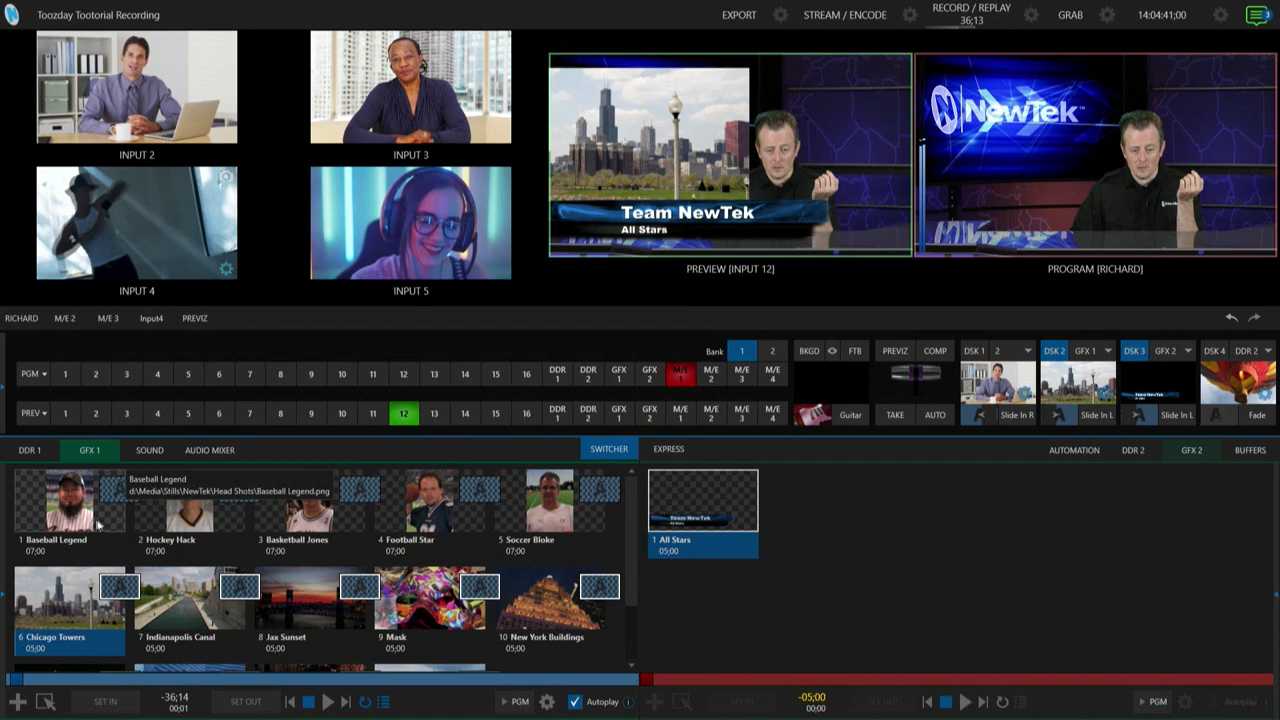 Toozday Tootorial Recording
EXPORT
STREAM / ENCODE
RECORD / REPLAY
36:13
GRAB
14:04:41;00
3
INPUT 2
INPUT 3
INPUT 4
INPUT 5
Team NewTek
All Stars
PREVIEW [INPUT 12]
NewTek™
PROGRAM [RICHARD]
RICHARD M/E 2 M/E 3 Input4 PREVIZ
Bank 1 2
BKGD FTB
PREVIZ COMP
DSK 1 2
DSK 2 GFX 1
DSK 3 GFX 2
DSK 4 DDR 2
PGM 1 2 3 4 5 6 7 8 9 10 11 12 13 14 15 16 DDR 1 DDR 2 GFX 1 GFX 2 M/E 1 M/E 2 M/E 3 M/E 4
PREV 1 2 3 4 5 6 7 8 9 10 11 12 13 14 15 16 DDR 1 DDR 2 GFX 1 GFX 2 M/E 1 M/E 2 M/E 3 M/E 4
Guitar
TAKE AUTO
Slide In R
Slide In L
Slide In L
Fade
DDR 1 GFX 1 SOUND AUDIO MIXER
SWITCHER EXPRESS
AUTOMATION DDR 2 GFX 2 BUFFERS
Baseball Legend
d:\Media\Stills\NewTek\Head Shots\Baseball Legend.png
1 Baseball Legend
07;00
2 Hockey Hack
07;00
3 Basketball Jones
07;00
4 Football Star
07;00
5 Soccer Bloke
07;00
Team NewTek
All Stars
1 All Stars
05;00
6 Chicago Towers
05;00
7 Indianapolis Canal
05;00
8 Jax Sunset
05;00
9 Mask
05;00
10 New York Buildings
05;00
SET IN
-36;14
00;01
SET OUT
PGM
Autoplay
SET IN
-05;00
00;00
SET OUT
PGM
Autoplay